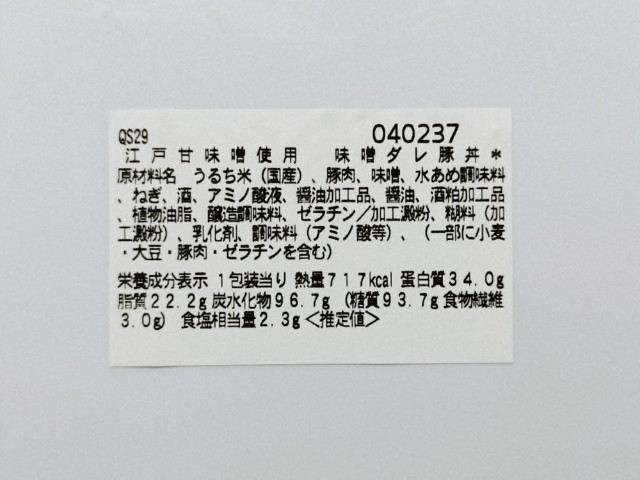 QS29 040237
江戸甘味噌使用 味噌ダレ豚丼*
原材料名 うるち米(国産)、豚肉、味噌、水あめ調味料
、ねぎ、酒、アミノ酸液、醤油加工品、醤油、酒粕加工品
、植物油脂、醸造調味料、ゼラチン/加工澱粉、糊料(加
工澱粉)、乳化剤、調味料(アミノ酸等)、(一部に小麦
・大豆・豚肉・ゼラチンを含む)
栄養成分表示 1包装当り 熱量717kcal 蛋白質34.0g
脂質22.2g炭水化物96.7g(糖質93.7g食物繊維
3.0g) 食塩相当量2.3g<推定値>